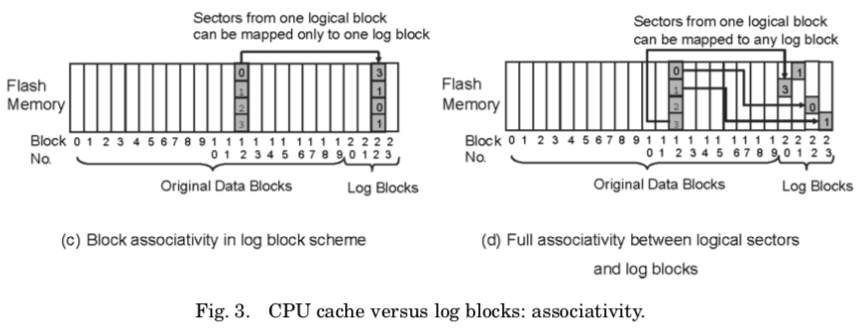 Sectors from one logical block
can be mapped only to one log block
Flash
Memory
0
1
2
3
3
1
0
1
Block 0 1 2 3 4 5 6 7 8 9 1 1 1 1 1 1 1 1 1 1 2 2 2 2
No. 0 1 2 3 4 5 6 7 8 9 0 1 2 3
Original Data Blocks
Log Blocks
(c) Block associativity in log block scheme
Sectors from one logical block
can be mapped to any log block
Flash
Memory
0
1
2
3
1
3
0
1
Block 0 1 2 3 4 5 6 7 8 9 1 1 1 1 1 1 1 1 1 1 2 2 2 2
No. 0 1 2 3 4 5 6 7 8 9 0 1 2 3
Original Data Blocks
Log Blocks
(d) Full associativity between logical sectors
and log blocks
Fig. 3. CPU cache versus log blocks: associativity.